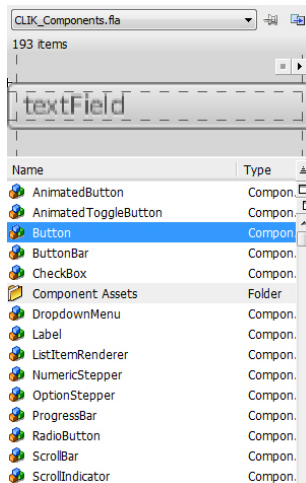 CLIK_Components.fla
193 items
textField
Name Type
AnimatedButton Compon.
AnimatedToggleButton Compon.
Button Compon.
ButtonBar Compon.
CheckBox Compon.
Component Assets Folder
DropdownMenu Compon.
Label Compon.
ListItemRenderer Compon.
NumericStepper Compon.
OptionStepper Compon.
ProgressBar Compon.
RadioButton Compon.
ScrollBar Compon.
ScrollIndicator Compon.